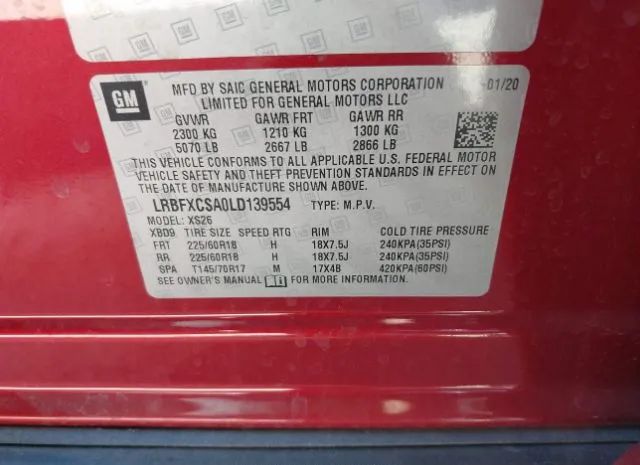 GM
MFD BY SAIC GENERAL MOTORS CORPORATION 01/20
LIMITED FOR GENERAL MOTORS LLC
GVWR GAWR FRT GAWR RR
2300 KG 1210 KG 1300 KG
5070 LB 2667 LB 2866 LB
THIS VEHICLE CONFORMS TO ALL APPLICABLE U.S. FEDERAL MOTOR
VEHICLE SAFETY AND THEFT PREVENTION STANDARDS IN EFFECT ON
THE DATE OF MANUFACTURE SHOWN ABOVE.
LRBFXCSA0LD139554 TYPE: M.P.V.
MODEL: XS26
XBD9 TIRE SIZE SPEED RTG RIM COLD TIRE PRESSURE
FRT 225/60R18 H 18X7.5J 240KPA(35PSI)
RR 225/60R18 H 18X7.5J 240KPA(35PSI)
SPA T145/70R17 M 17X4B 420KPA(60PSI)
SEE OWNER'S MANUAL FOR MORE INFORMATION